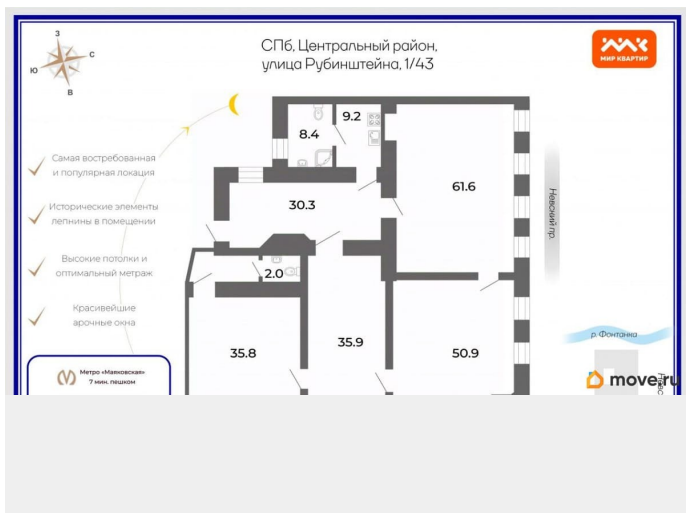 З
С
Ю
В
СПб, Центральный район,
улица Рубинштейна, 1/43
МИР КВАРТИР
Самая востребованная
и популярная локация
Исторические элементы
лепнины в помещении
Высокие потолки и
оптимальный метраж
Красивейшие
арочные окна
Метро «Маяковская»
7 мин. пешком
8.4
9.2
61.6
30.3
2.0
35.8
35.9
50.9
Невский пр.
р. Фонтанка
move.ru